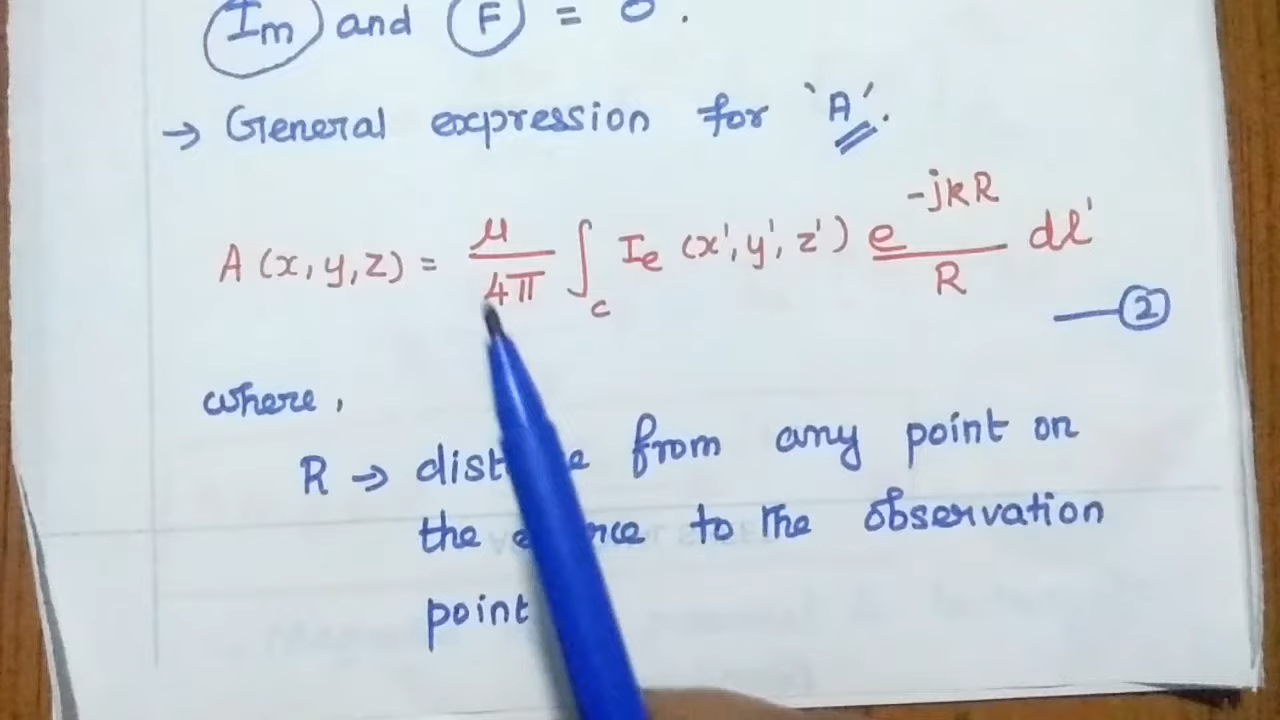 Im and F = 0.
→ General expression for 'A'.
A (x, y, z) = μ/4π ∫c Ie (x', y', z') e^-jkR/R dl'
— 2
where,
R → from any point on
the to the observation
point